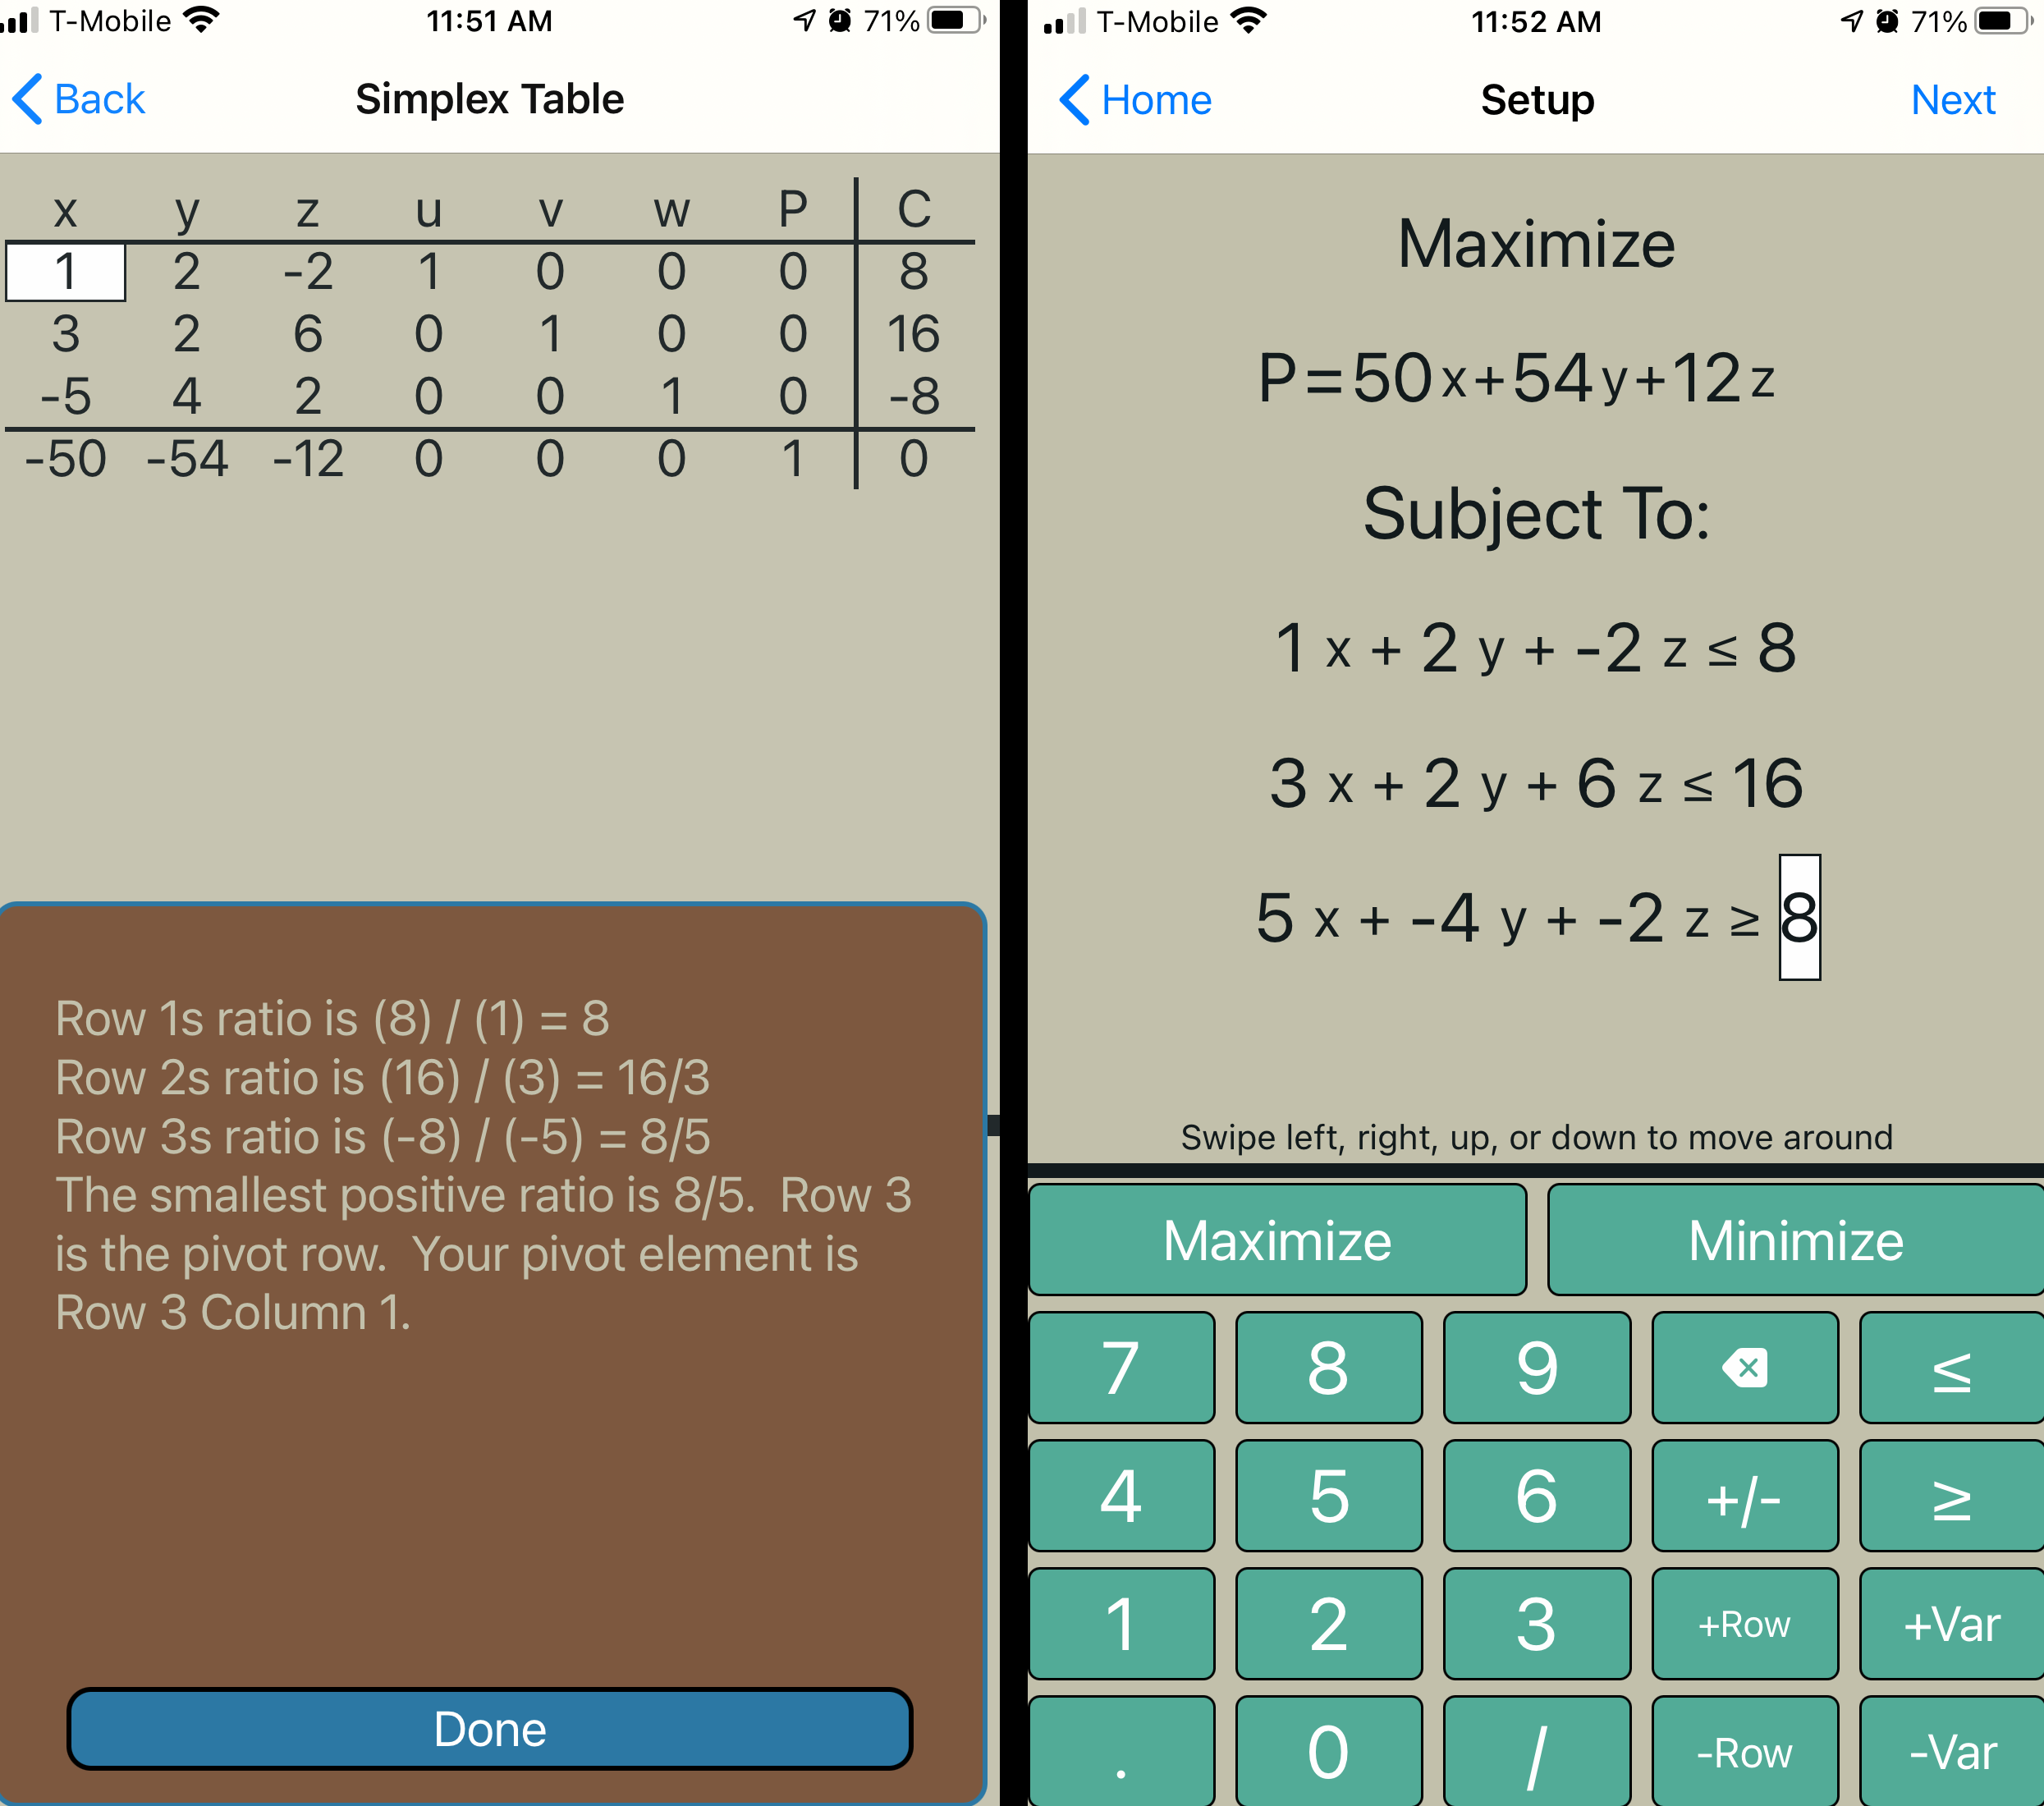 T-Mobile 11:51 AM 71%
Back Simplex Table
x y z u v w P C
1 2 -2 1 0 0 0 8
3 2 6 0 1 0 0 16
-5 4 2 0 0 1 0 -8
-50 -54 -12 0 0 0 1 0
Row 1s ratio is (8) / (1) = 8
Row 2s ratio is (16) / (3) = 16/3
Row 3s ratio is (-8) / (-5) = 8/5
The smallest positive ratio is 8/5. Row 3
is the pivot row. Your pivot element is
Row 3 Column 1.
Done
T-Mobile 11:52 AM 71%
Home Setup Next
Maximize
P=50x+54y+12z
Subject To:
1 x + 2 y + -2 z ≤ 8
3 x + 2 y + 6 z ≤ 16
5 x + -4 y + -2 z ≥ 8
Swipe left, right, up, or down to move around
Maximize Minimize
7 8 9 ≤
4 5 6 +/- ≥
1 2 3 +Row +Var
. 0 / -Row -Var